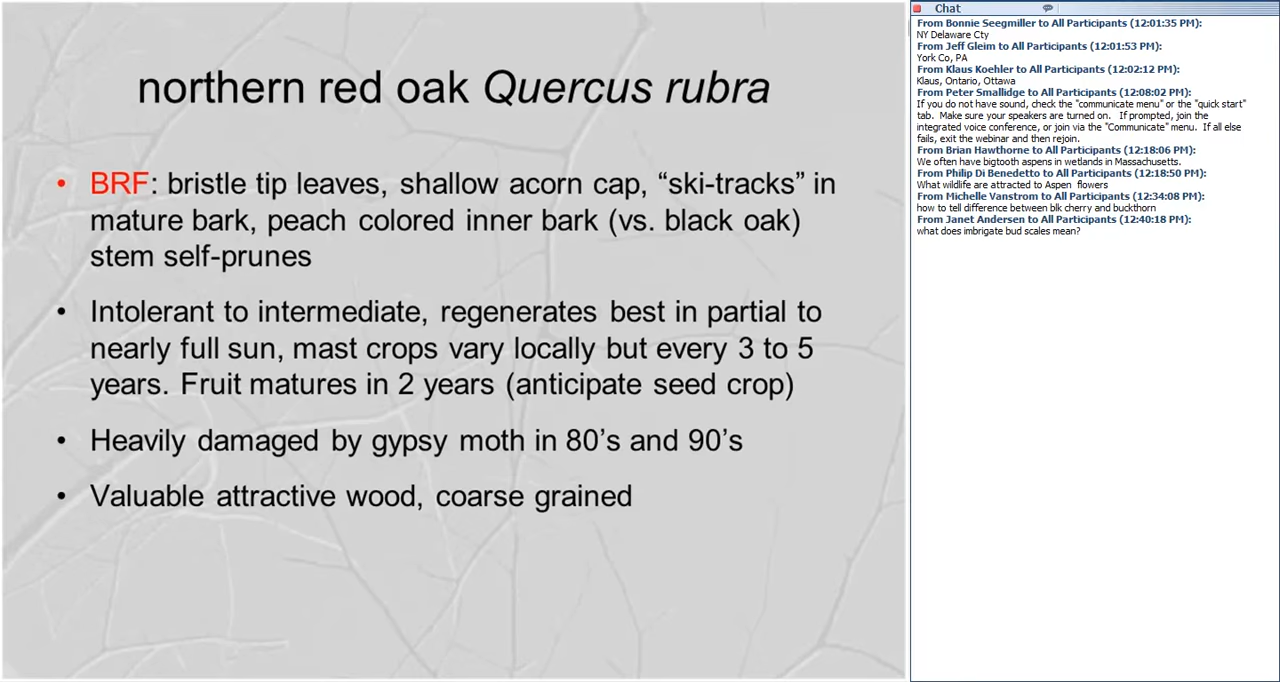 northern red oak Quercus rubra
• BRF: bristle tip leaves, shallow acorn cap, “ski-tracks” in
mature bark, peach colored inner bark (vs. black oak)
stem self-prunes
• Intolerant to intermediate, regenerates best in partial to
nearly full sun, mast crops vary locally but every 3 to 5
years. Fruit matures in 2 years (anticipate seed crop)
• Heavily damaged by gypsy moth in 80’s and 90’s
• Valuable attractive wood, coarse grained
Chat
From Bonnie Seegmiller to All Participants (12:01:35 PM):
NY Delaware Cty
From Jeff Gleim to All Participants (12:01:53 PM):
York Co, PA
From Klaus Koehler to All Participants (12:02:12 PM):
Klaus, Ontario, Ottawa
From Peter Smallidge to All Participants (12:08:02 PM):
If you do not have sound, check the "communicate menu" or the "quick start"
tab. Make sure your speakers are turned on. If prompted, join the
integrated voice conference, or join via the "Communicate" menu. If all else
fails, exit the webinar and then rejoin.
From Brian Hawthorne to All Participants (12:18:06 PM):
We often have bigtooth aspens in wetlands in Massachusetts.
From Philip Di Benedetto to All Participants (12:18:50 PM):
What wildlife are attracted to Aspen flowers
From Michelle Vanstrom to All Participants (12:34:08 PM):
how to tell difference between blk cherry and buckthorn
From Janet Andersen to All Participants (12:40:18 PM):
what does imbrigate bud scales mean?